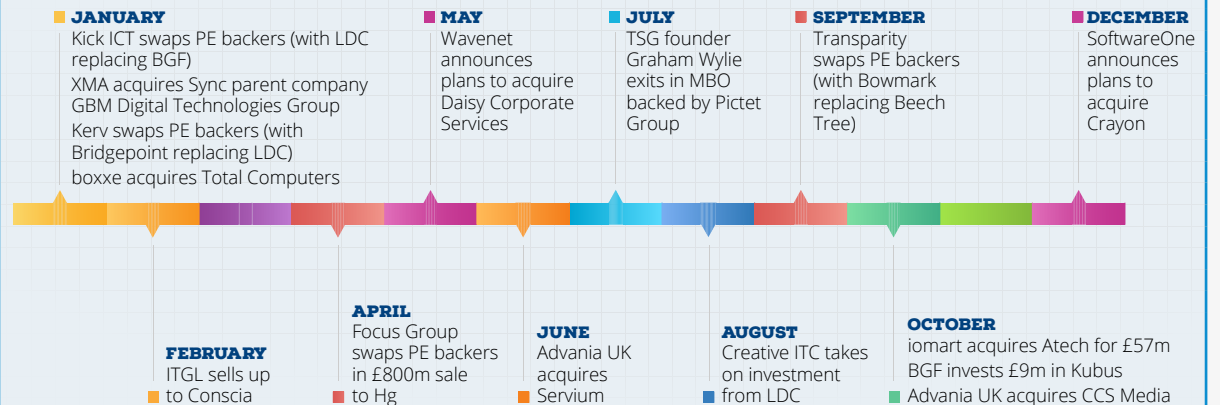 JANUARY
Kick ICT swaps PE backers (with LDC
replacing BGF)
XMA acquires Sync parent company
GBM Digital Technologies Group
Kerv swaps PE backers (with
Bridgepoint replacing LDC)
boxxe acquires Total Computers
MAY
Wavenet
announces
plans to acquire
Daisy Corporate
Services
JULY
TSG founder
Graham Wylie
exits in MBO
backed by Pictet
Group
SEPTEMBER
Transparity
swaps PE backers
(with Bowmark
replacing Beech
Tree)
DECEMBER
SoftwareOne
announces
plans to
acquire
Crayon
FEBRUARY
ITGL sells up
to Conscia
APRIL
Focus Group
swaps PE backers
in £800m sale
to Hg
JUNE
Advania UK
acquires
Servium
AUGUST
Creative ITC takes
on investment
from LDC
OCTOBER
iomart acquires Atech for £57m
BGF invests £9m in Kubus
Advania UK acquires CCS Media